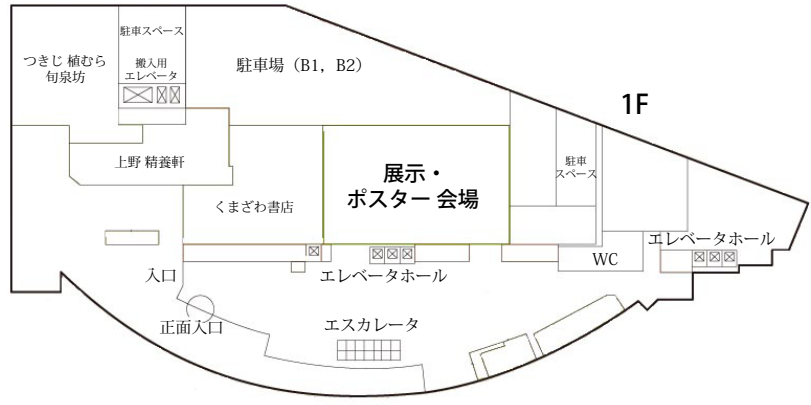 つきじ 植むら
旬泉坊
駐車スペース
搬入用
エレベータ
駐車場（B1，B2）
1F
上野 精養軒
くまざわ書店
展示・
ポスター 会場
駐車
スペース
入口
エレベータホール
WC
エレベータホール
正面入口
エスカレータ